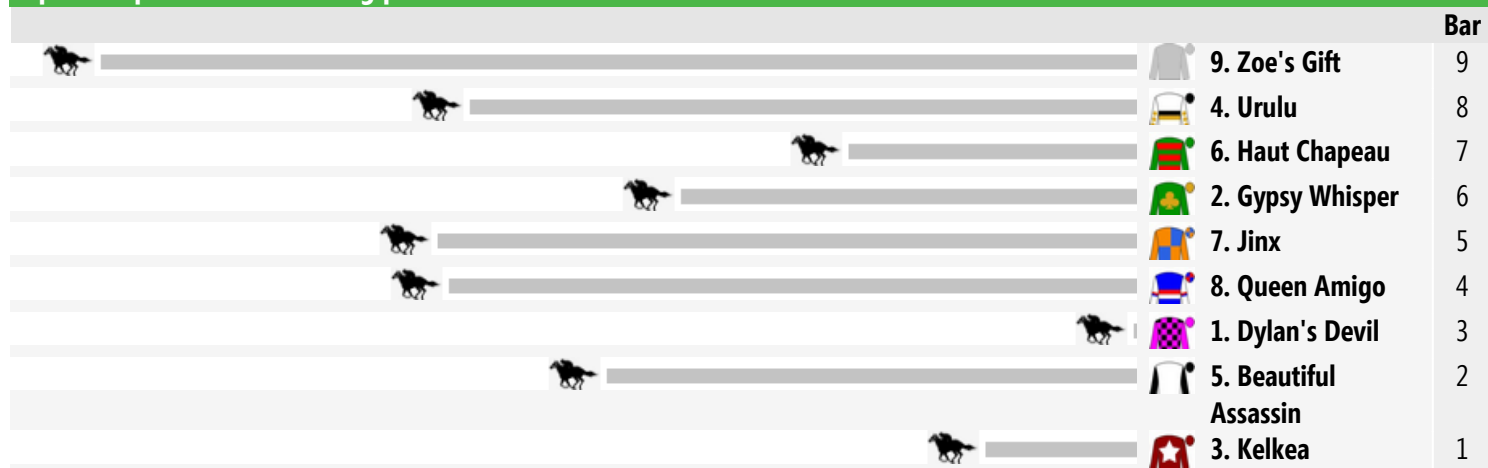 Bar
9. Zoe's Gift 9
4. Urulu 8
6. Haut Chapeau 7
2. Gypsy Whisper 6
7. Jinx 5
8. Queen Amigo 4
1. Dylan's Devil 3
5. Beautiful 2
Assassin
3. Kelkea 1